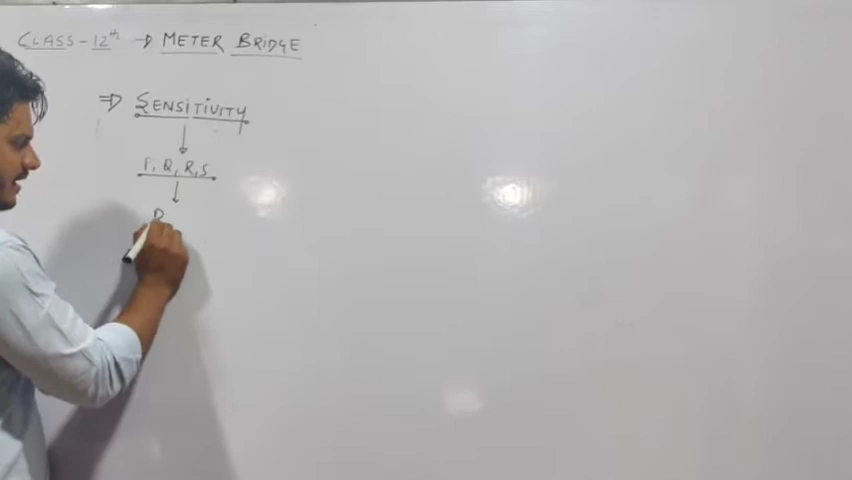 CLASS-12th → METER BRIDGE
⇒ SENSITIVITY
↓
P, Q, R, S
↓